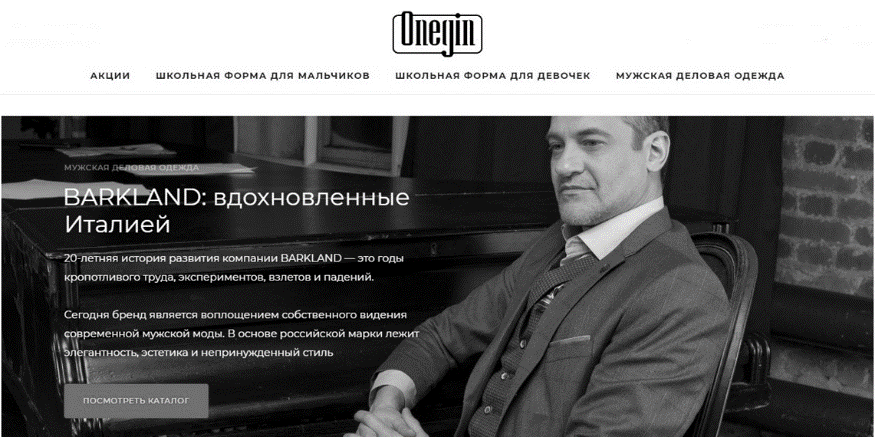 Onegin
АКЦИИ ШКОЛЬНАЯ ФОРМА ДЛЯ МАЛЬЧИКОВ ШКОЛЬНАЯ ФОРМА ДЛЯ ДЕВОЧЕК МУЖСКАЯ ДЕЛОВАЯ ОДЕЖДА
МУЖСКАЯ ДЕЛОВАЯ ОДЕЖДА
BARKLAND: вдохновленные
Италией
20-летняя история развития компании BARKLAND — это годы
кропотливого труда, экспериментов, взлетов и падений.
Сегодня бренд является воплощением собственного видения
современной мужской моды. В основе российской марки лежит
элегантность, эстетика и непринужденный стиль
ПОСМОТРЕТЬ КАТАЛОГ